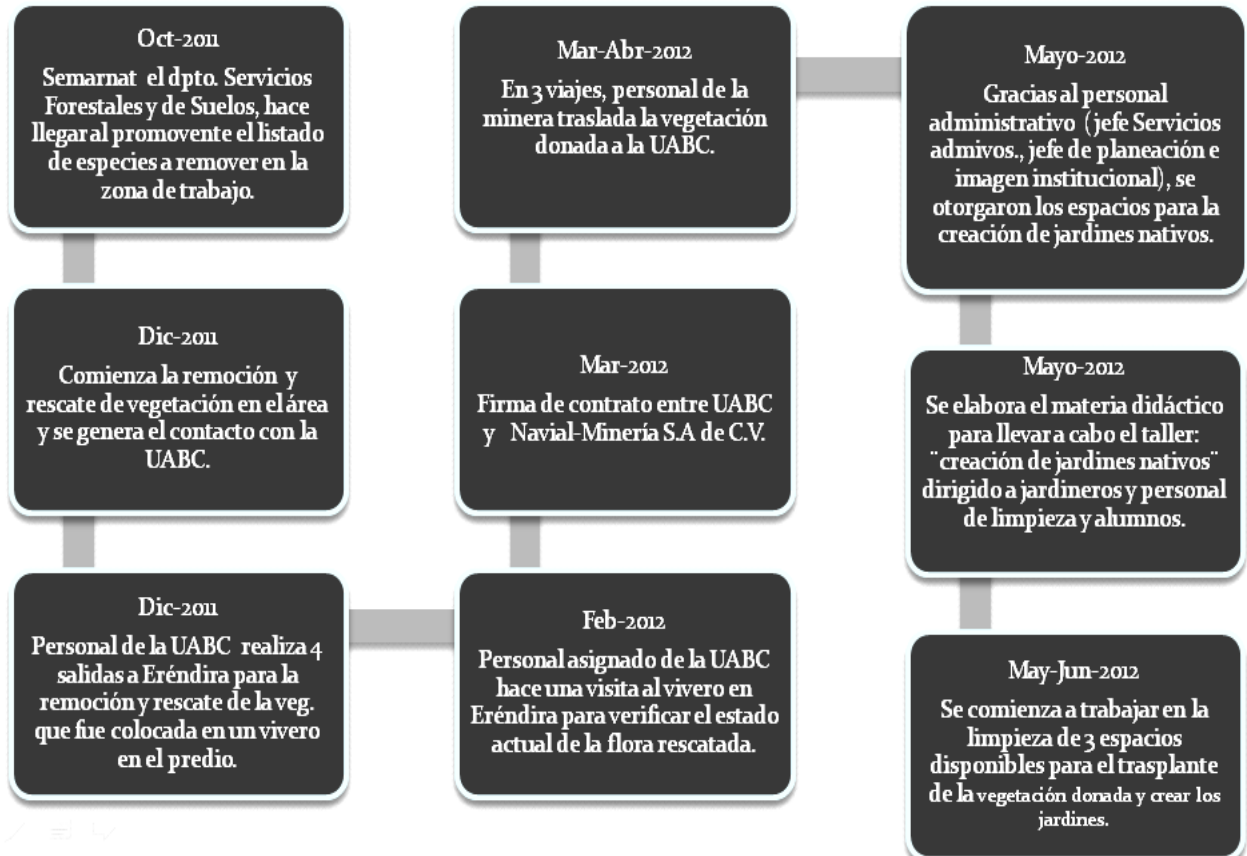 Oct-2011
Semarnat el dpto. Servicios
Forestales y de Suelos, hace
llegar al promovente el listado
de especies a remover en la
zona de trabajo.
Dic-2011
Comienza la remoción y
rescate de vegetación en el área
y se genera el contacto con la
UABC.
Dic-2011
Personal de la UABC realiza 4
salidas a Eréndira para la
remoción y rescate de la veg.
que fue colocada en un vivero
en el predio.
Feb-2012
Personal asignado de la UABC
hace una visita al vivero en
Eréndira para verificar el estado
actual de la flora rescatada.
Mar-2012
Firma de contrato entre UABC
y Navial-Minería S.A de C.V.
Mar-Abr-2012
En 3 viajes, personal de la
minera traslada la vegetación
donada a la UABC.
Mayo-2012
Gracias al personal
administrativo (jefe Servicios
admivos., jefe de planeación e
imagen institucional), se
otorgaron los espacios para la
creación de jardines nativos.
Mayo-2012
Se elabora el materia didáctico
para llevar a cabo el taller:
¨creación de jardines nativos¨
dirigido a jardineros y personal
de limpieza y alumnos.
May-Jun-2012
Se comienza a trabajar en la
limpieza de 3 espacios
disponibles para el trasplante
de la vegetación donada y crear los
jardines.